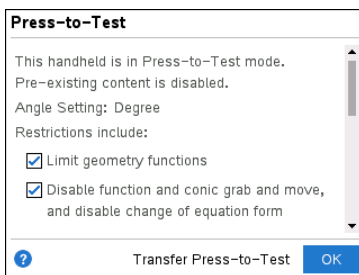 Press-to-Test
This handheld is in Press-to-Test mode.
Pre-existing content is disabled.
Angle Setting: Degree
Restrictions include:
Limit geometry functions
Disable function and conic grab and move,
and disable change of equation form
? Transfer Press-to-Test OK